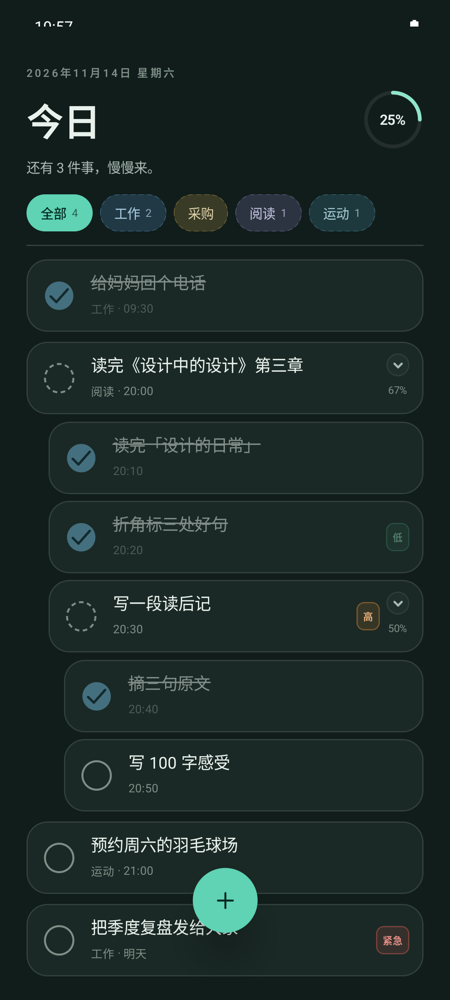 10:57
2026年11月14日 星期六
今日
25%
还有 3 件事，慢慢来。
全部 4
工作 2
采购
阅读 1
运动 1
给妈妈回个电话
工作 · 09:30
读完《设计中的设计》第三章
阅读 · 20:00
67%
读完「设计的日常」
20:10
折角标三处好句
20:20
低
写一段读后记
20:30
高
50%
摘三句原文
20:40
写 100 字感受
20:50
预约周六的羽毛球场
运动 · 21:00
把季度复盘发给
工作 · 明天
紧急